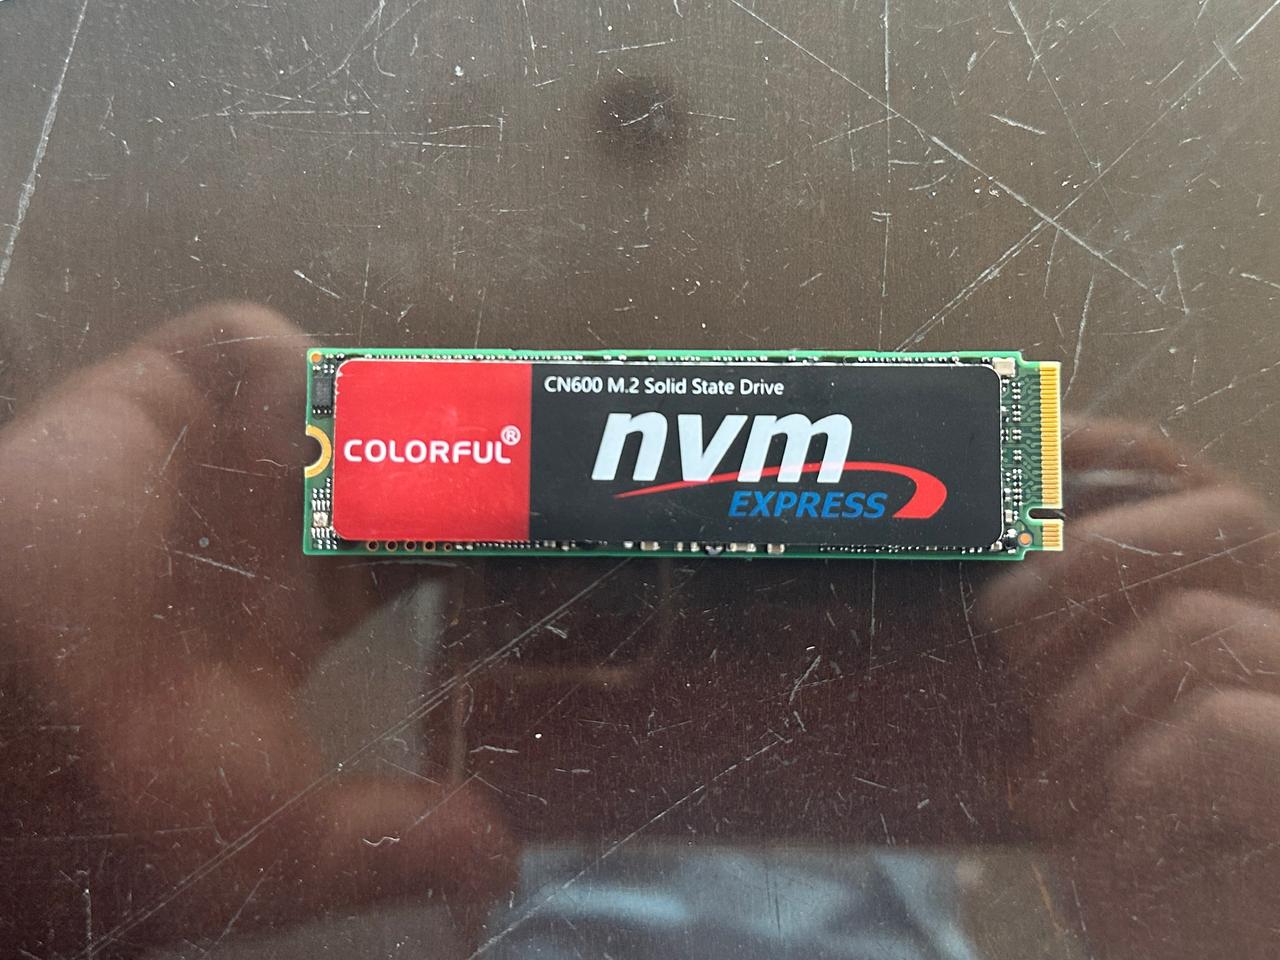 COLORFUL®
CN600 M.2 Solid State Drive
nvm
EXPRESS